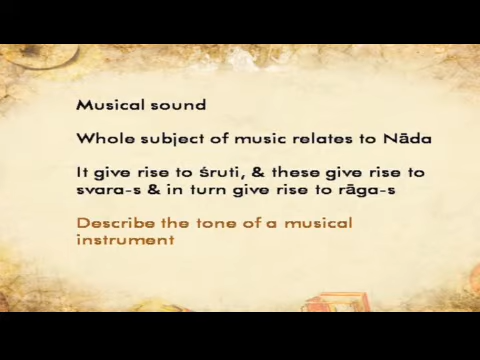 Musical sound
Whole subject of music relates to Nāda
It give rise to śruti, & these give rise to
svara-s & in turn give rise to rāga-s
Describe the tone of a musical
instrument